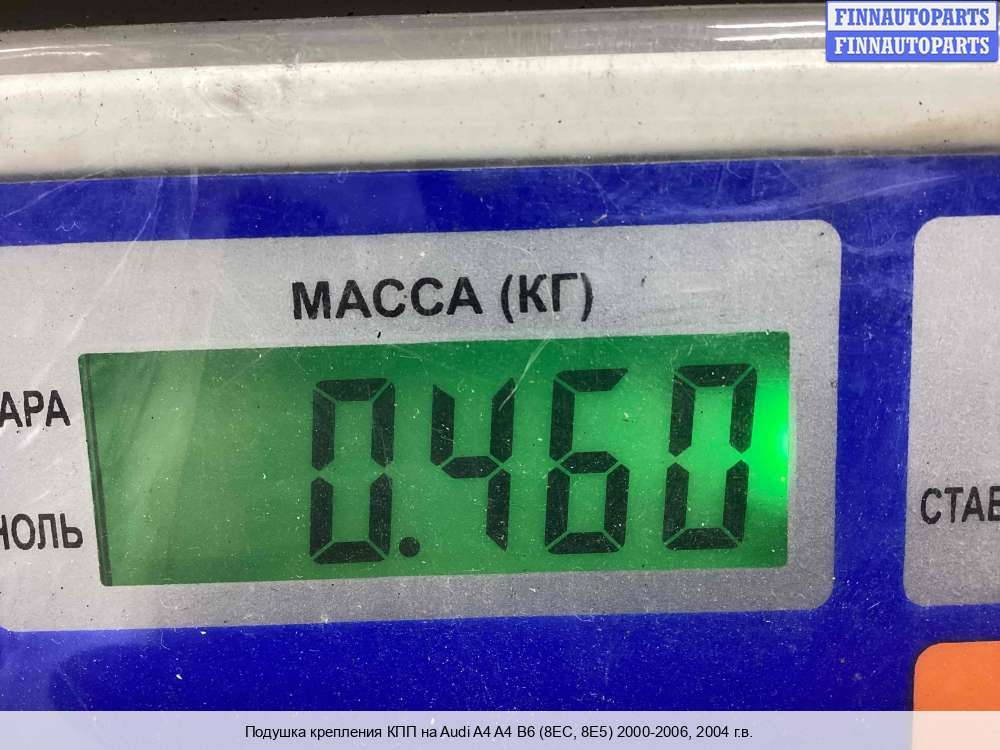 FINNAUTOPARTS
FINNAUTOPARTS
МАССА (КГ)
АРА
0.460
НОЛЬ
СТАВ
Подушка крепления КПП на Audi A4 A4 B6 (8EC, 8E5) 2000-2006, 2004 г.в.